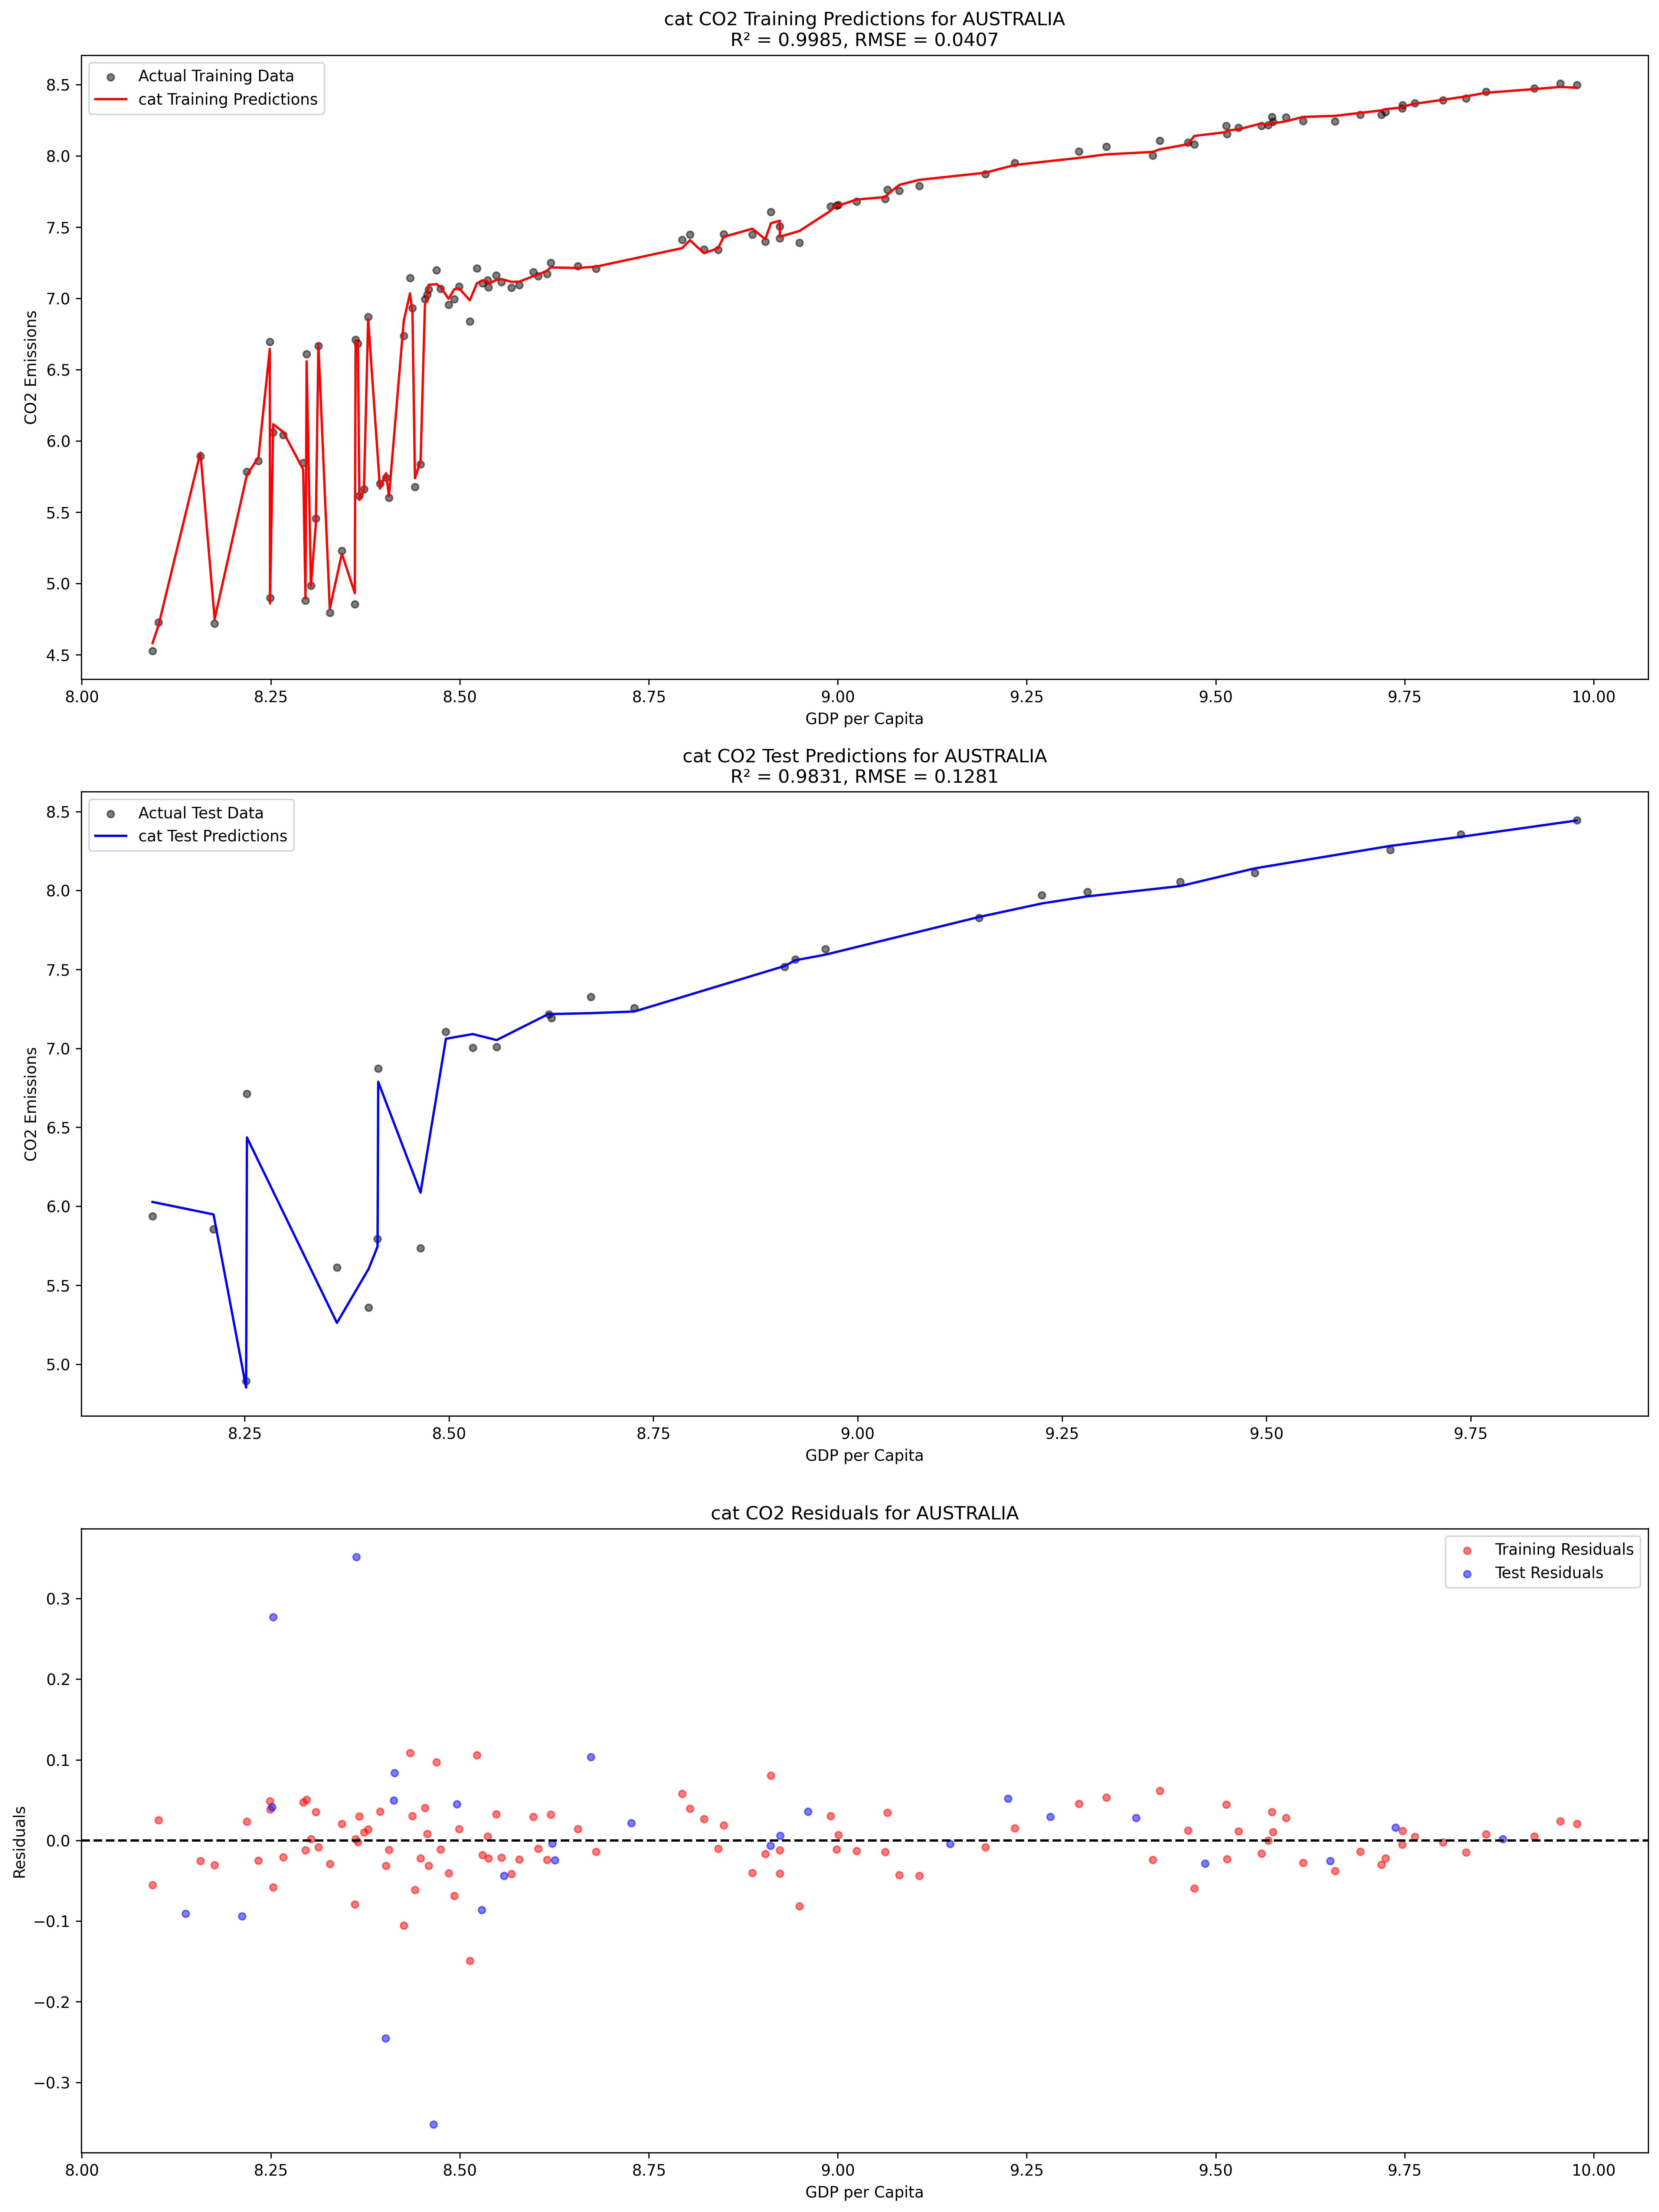 cat CO2 Training Predictions for AUSTRALIA
R² = 0.9985, RMSE = 0.0407
Actual Training Data
cat Training Predictions
CO2 Emissions
8.5
8.0
7.5
7.0
6.5
6.0
5.5
5.0
4.5
8.00 8.25 8.50 8.75 9.00 9.25 9.50 9.75 10.00
GDP per Capita
cat CO2 Test Predictions for AUSTRALIA
R² = 0.9831, RMSE = 0.1281
Actual Test Data
cat Test Predictions
CO2 Emissions
8.5
8.0
7.5
7.0
6.5
6.0
5.5
5.0
8.25 8.50 8.75 9.00 9.25 9.50 9.75
GDP per Capita
cat CO2 Residuals for AUSTRALIA
Training Residuals
Test Residuals
Residuals
0.3
0.2
0.1
0.0
−0.1
−0.2
−0.3
8.00 8.25 8.50 8.75 9.00 9.25 9.50 9.75 10.00
GDP per Capita